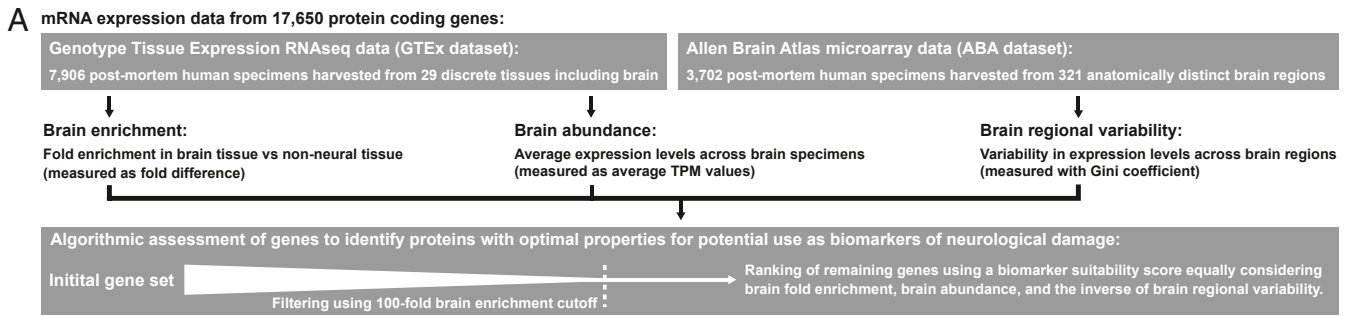 A
mRNA expression data from 17,650 protein coding genes:
Genotype Tissue Expression RNAseq data (GTEx dataset):
7,906 post-mortem human specimens harvested from 29 discrete tissues including brain
Allen Brain Atlas microarray data (ABA dataset):
3,702 post-mortem human specimens harvested from 321 anatomically distinct brain regions
Brain enrichment:
Fold enrichment in brain tissue vs non-neural tissue
(measured as fold difference)
Brain abundance:
Average expression levels across brain specimens
(measured as average TPM values)
Brain regional variability:
Variability in expression levels across brain regions
(measured with Gini coefficient)
Algorithmic assessment of genes to identify proteins with optimal properties for potential use as biomarkers of neurological damage:
Initital gene set
Filtering using 100-fold brain enrichment cutoff
Ranking of remaining genes using a biomarker suitability score equally considering
brain fold enrichment, brain abundance, and the inverse of brain regional variability.